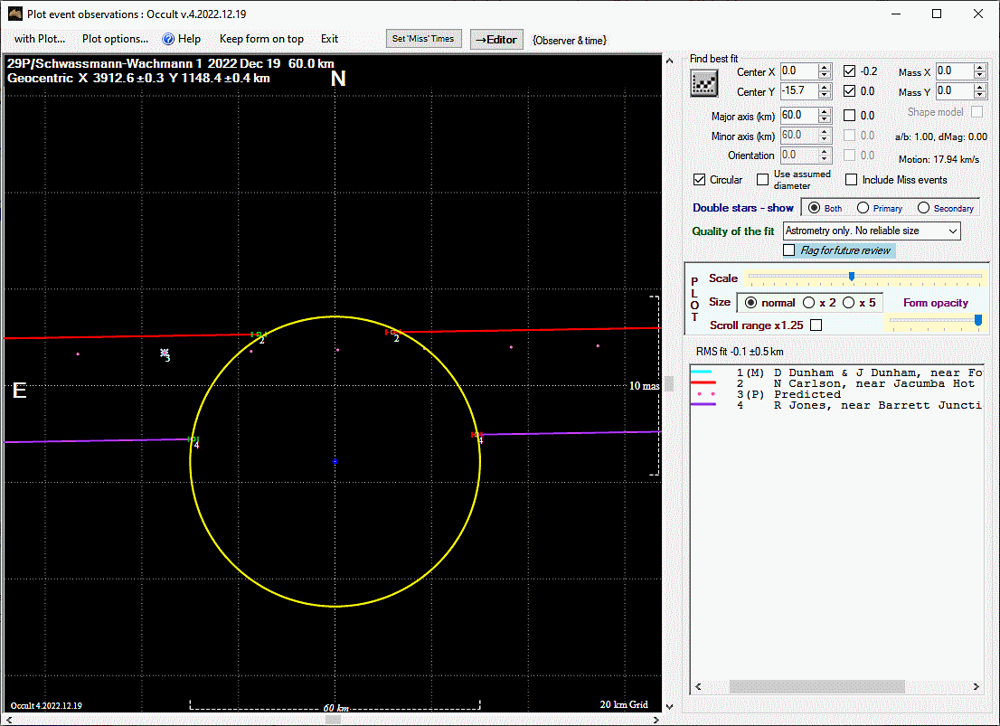 Plot event observations : Occult v.4.2022.12.19
with Plot... Plot options... Help Keep form on top Exit Set 'Miss' Times →Editor {Observer & time}
29P/Schwassmann-Wachmann 1 2022 Dec 19 60.0 km
Geocentric X 3912.6 ±0.3 Y 1148.4 ±0.4 km
N
E
2
2
3
4
4
10 mas
Occult 4.2022.12.19
60 km
20 km Grid
Find best fit
Center X 0.0 -0.2 Mass X 0.0
Center Y -15.7 0.0 Mass Y 0.0
Major axis (km) 60.0 0.0 Shape model
Minor axis (km) 60.0 0.0 a/b: 1.00, dMag: 0.00
Orientation 0.0 0.0 Motion: 17.94 km/s
Circular Use assumed diameter Include Miss events
Double stars - show Both Primary Secondary
Quality of the fit Astrometry only. No reliable size
Flag for future review
PLOT
Scale
Size normal x 2 x 5 Form opacity
Scroll range x1.25
RMS fit -0.1 ±0.5 km
1(M) D Dunham & J Dunham, near Fo
2 N Carlson, near Jacumba Hot
3(P) Predicted
4 R Jones, near Barrett Juncti